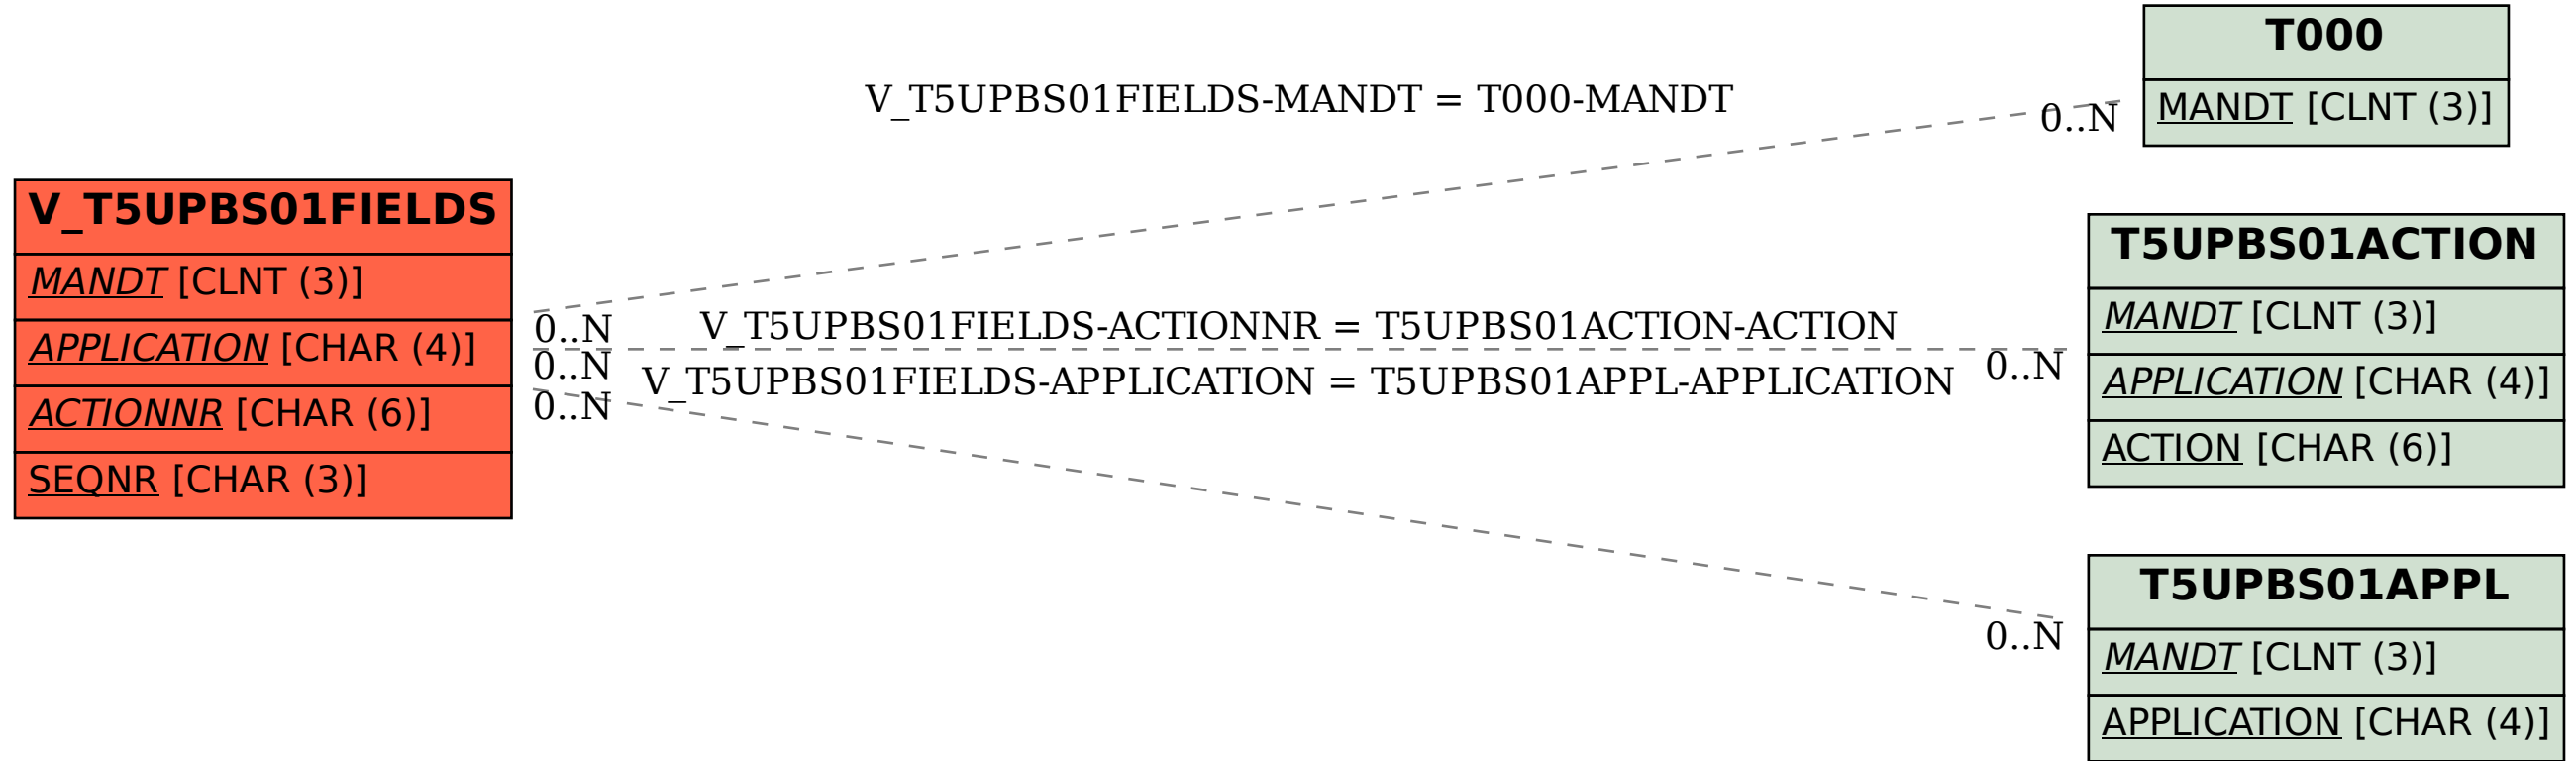 V_T5UPBS01FIELDS
MANDT [CLNT (3)]
APPLICATION [CHAR (4)]
ACTIONNR [CHAR (6)]
SEQNR [CHAR (3)]
V_T5UPBS01FIELDS-MANDT = T000-MANDT
0..N
0..N
V_T5UPBS01FIELDS-ACTIONNR = T5UPBS01ACTION-ACTION
0..N
0..N
V_T5UPBS01FIELDS-APPLICATION = T5UPBS01APPL-APPLICATION
0..N
0..N
T000
MANDT [CLNT (3)]
T5UPBS01ACTION
MANDT [CLNT (3)]
APPLICATION [CHAR (4)]
ACTION [CHAR (6)]
T5UPBS01APPL
MANDT [CLNT (3)]
APPLICATION [CHAR (4)]